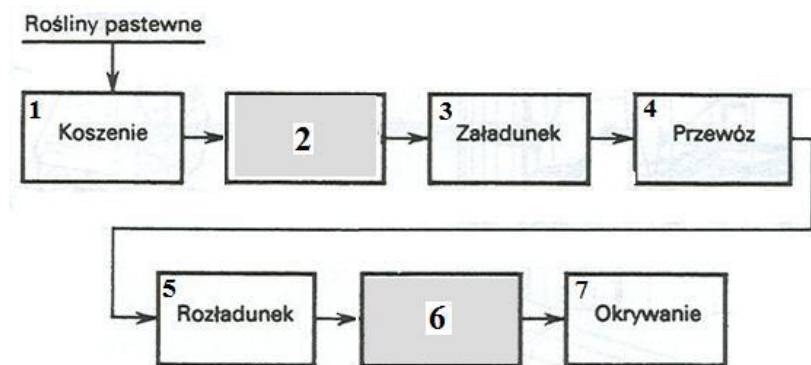 Rośliny pastewne
1
Koszenie
2
3
Załadunek
4
Przewóz
5
Rozładunek
6
7
Okrywanie